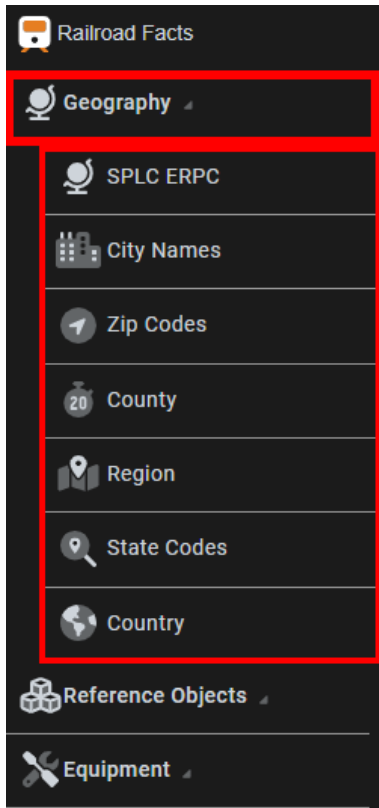 Railroad Facts
Geography
SPLC ERPC
City Names
Zip Codes
20
County
Region
State Codes
Country
Reference Objects
Equipment